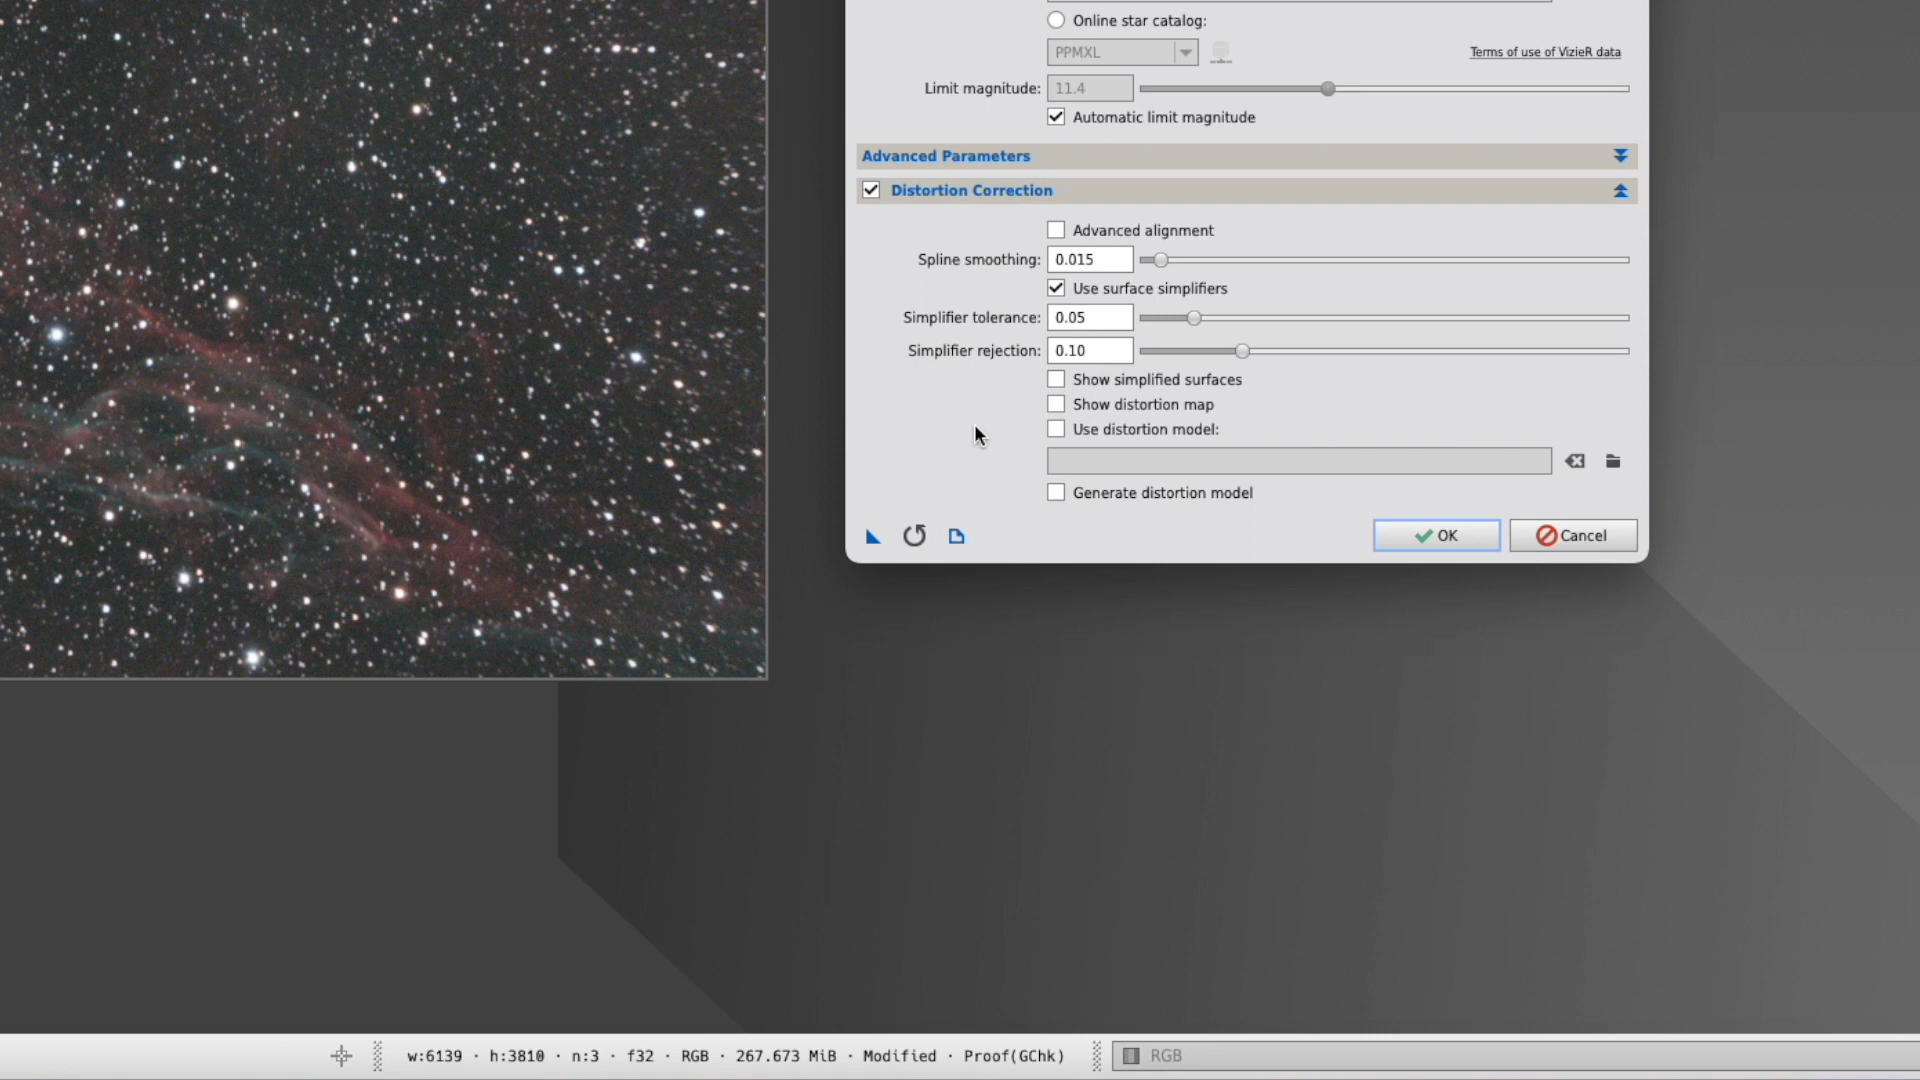 Online star catalog:
PPMXL
Terms of use of VizieR data
Limit magnitude: 11.4
Automatic limit magnitude
Advanced Parameters
Distortion Correction
Advanced alignment
Spline smoothing: 0.015
Use surface simplifiers
Simplifier tolerance: 0.05
Simplifier rejection: 0.10
Show simplified surfaces
Show distortion map
Use distortion model:
Generate distortion model
OK Cancel
w:6139 · h:3810 · n:3 · f32 · RGB · 267.673 MiB · Modified · Proof(GChk) RGB